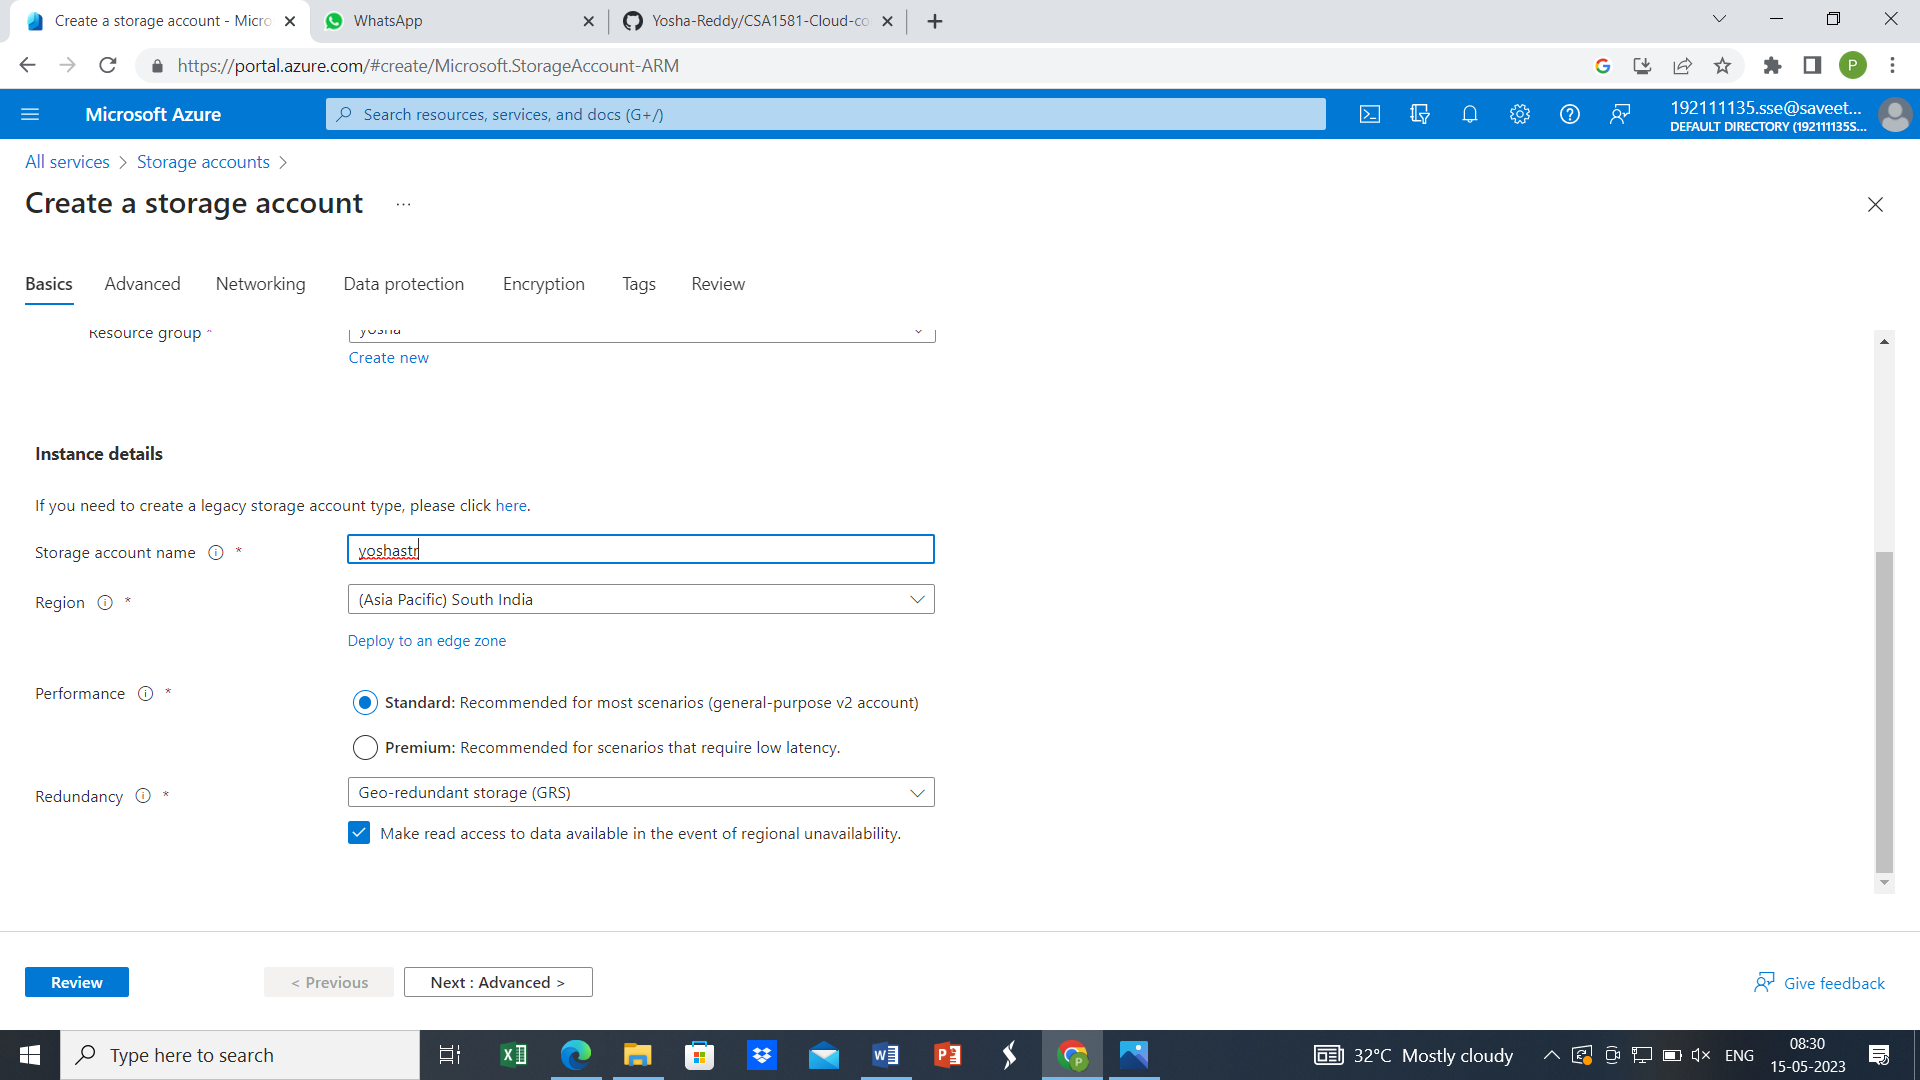 Create a storage account - Micro
WhatsApp
Yosha-Reddy/CSA1581-Cloud-co
https://portal.azure.com/#create/Microsoft.StorageAccount-ARM
P
Microsoft Azure
Search resources, services, and docs (G+/)
192111135.sse@saveet...
DEFAULT DIRECTORY (192111135S...
All services > Storage accounts >
Create a storage account ...
Basics
Advanced
Networking
Data protection
Encryption
Tags
Review
Resource group *
yosha
Create new
Instance details
If you need to create a legacy storage account type, please click here.
Storage account name *
yoshastr
Region *
(Asia Pacific) South India
Deploy to an edge zone
Performance *
Standard: Recommended for most scenarios (general-purpose v2 account)
Premium: Recommended for scenarios that require low latency.
Redundancy *
Geo-redundant storage (GRS)
Make read access to data available in the event of regional unavailability.
Review
< Previous
Next : Advanced >
Give feedback
Type here to search
32°C Mostly cloudy
ENG
08:30
15-05-2023